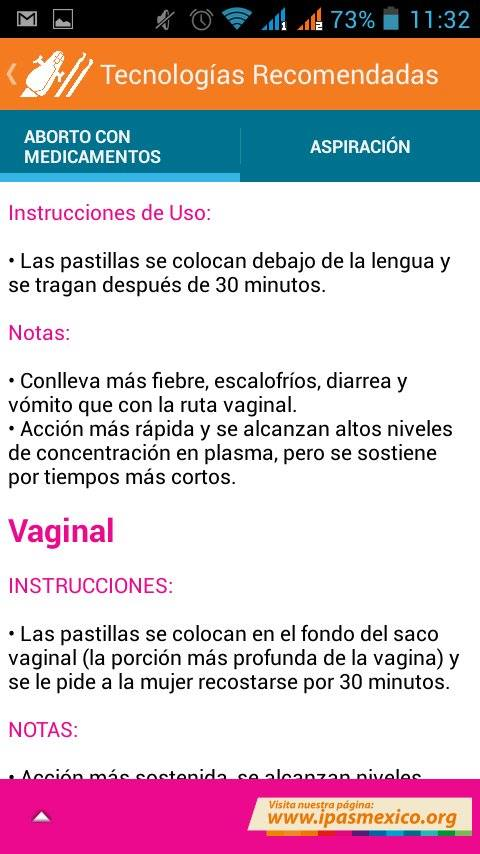 73% 11:32
Tecnologías Recomendadas
ABORTO CON
MEDICAMENTOS
ASPIRACIÓN
Instrucciones de Uso:
• Las pastillas se colocan debajo de la lengua y
se tragan después de 30 minutos.
Notas:
• Conlleva más fiebre, escalofríos, diarrea y
vómito que con la ruta vaginal.
• Acción más rápida y se alcanzan altos niveles
de concentración en plasma, pero se sostiene
por tiempos más cortos.
Vaginal
INSTRUCCIONES:
• Las pastillas se colocan en el fondo del saco
vaginal (la porción más profunda de la vagina) y
se le pide a la mujer recostarse por 30 minutos.
NOTAS:
• Acción más sostenida, se alcanzan niveles
Visita nuestra página:
www.ipasmexico.org